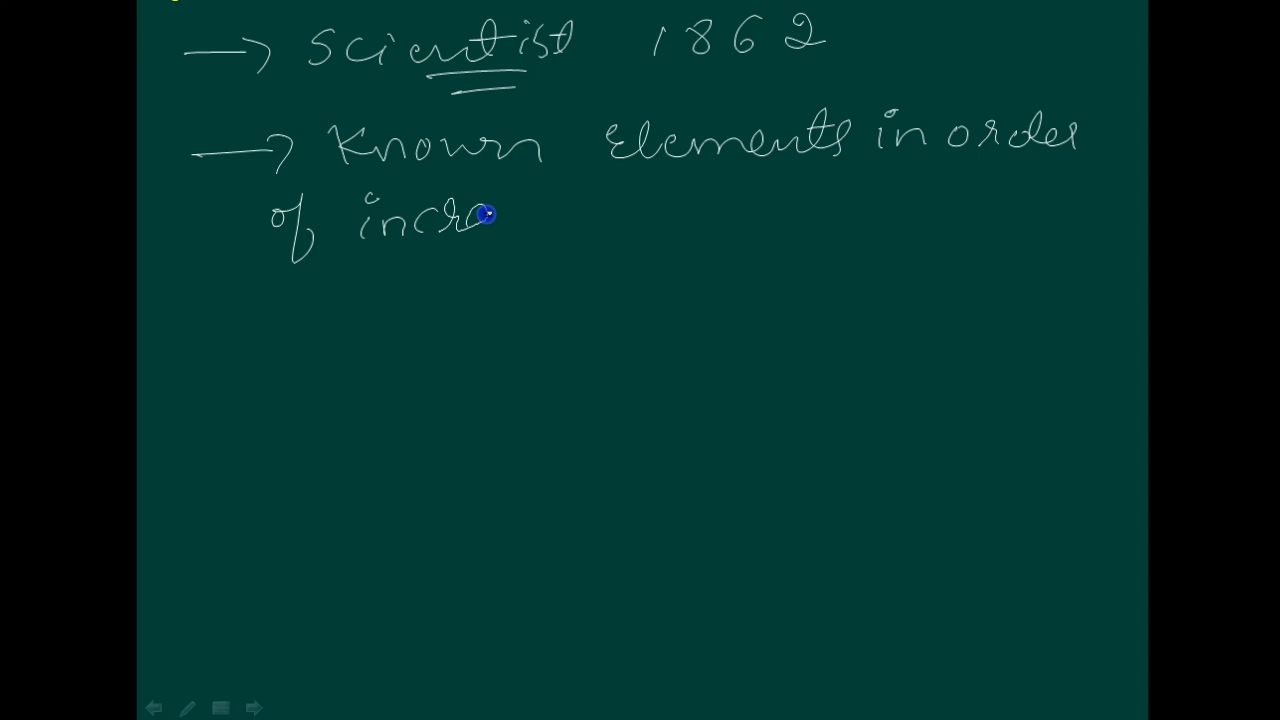 → Scientist 1862
→ Known Elements in order
of incre